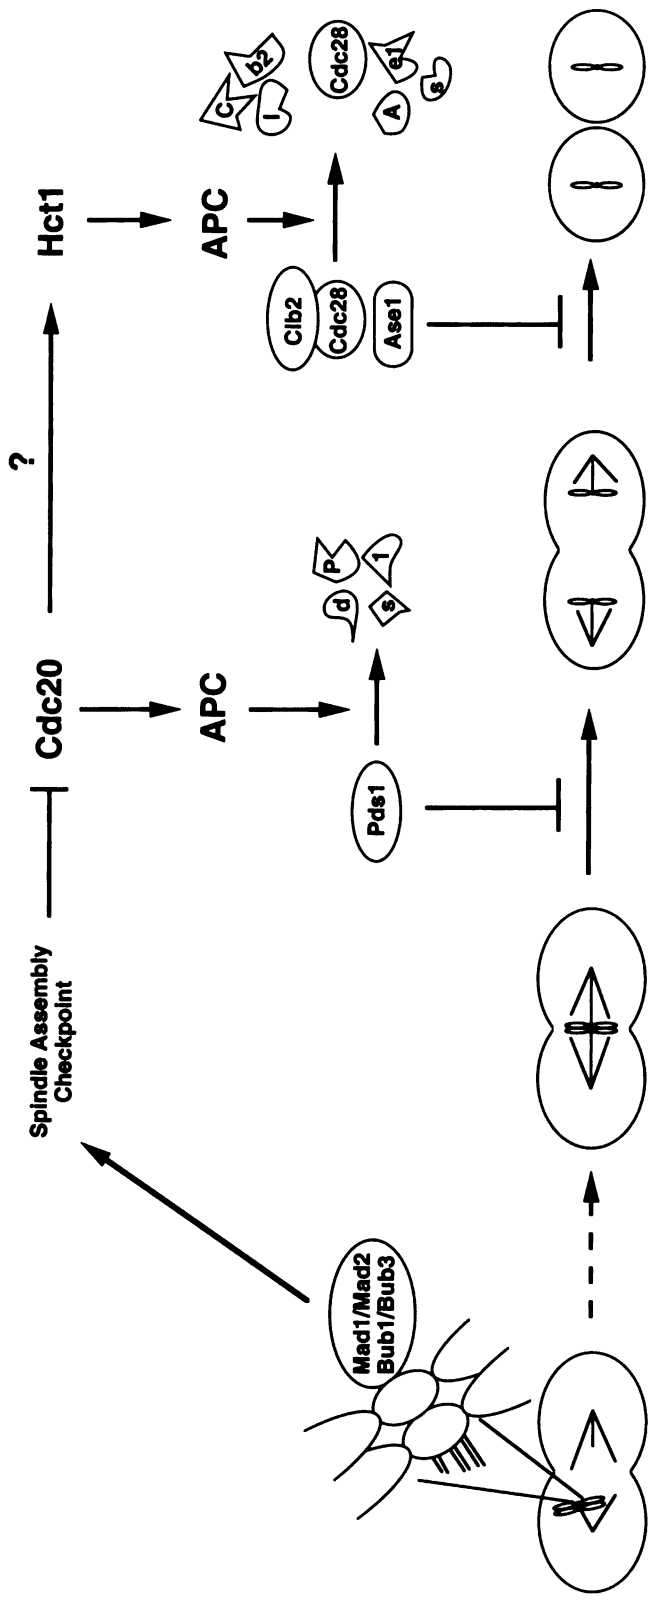 Spindle Assembly
Checkpoint
Cdc20
?
Hct1
APC
APC
Mad1/Mad2
Bub1/Bub3
Pds1
P
d
s
1
Clb2
Cdc28
Ase1
C
l
b2
Cdc28
A
s
e1